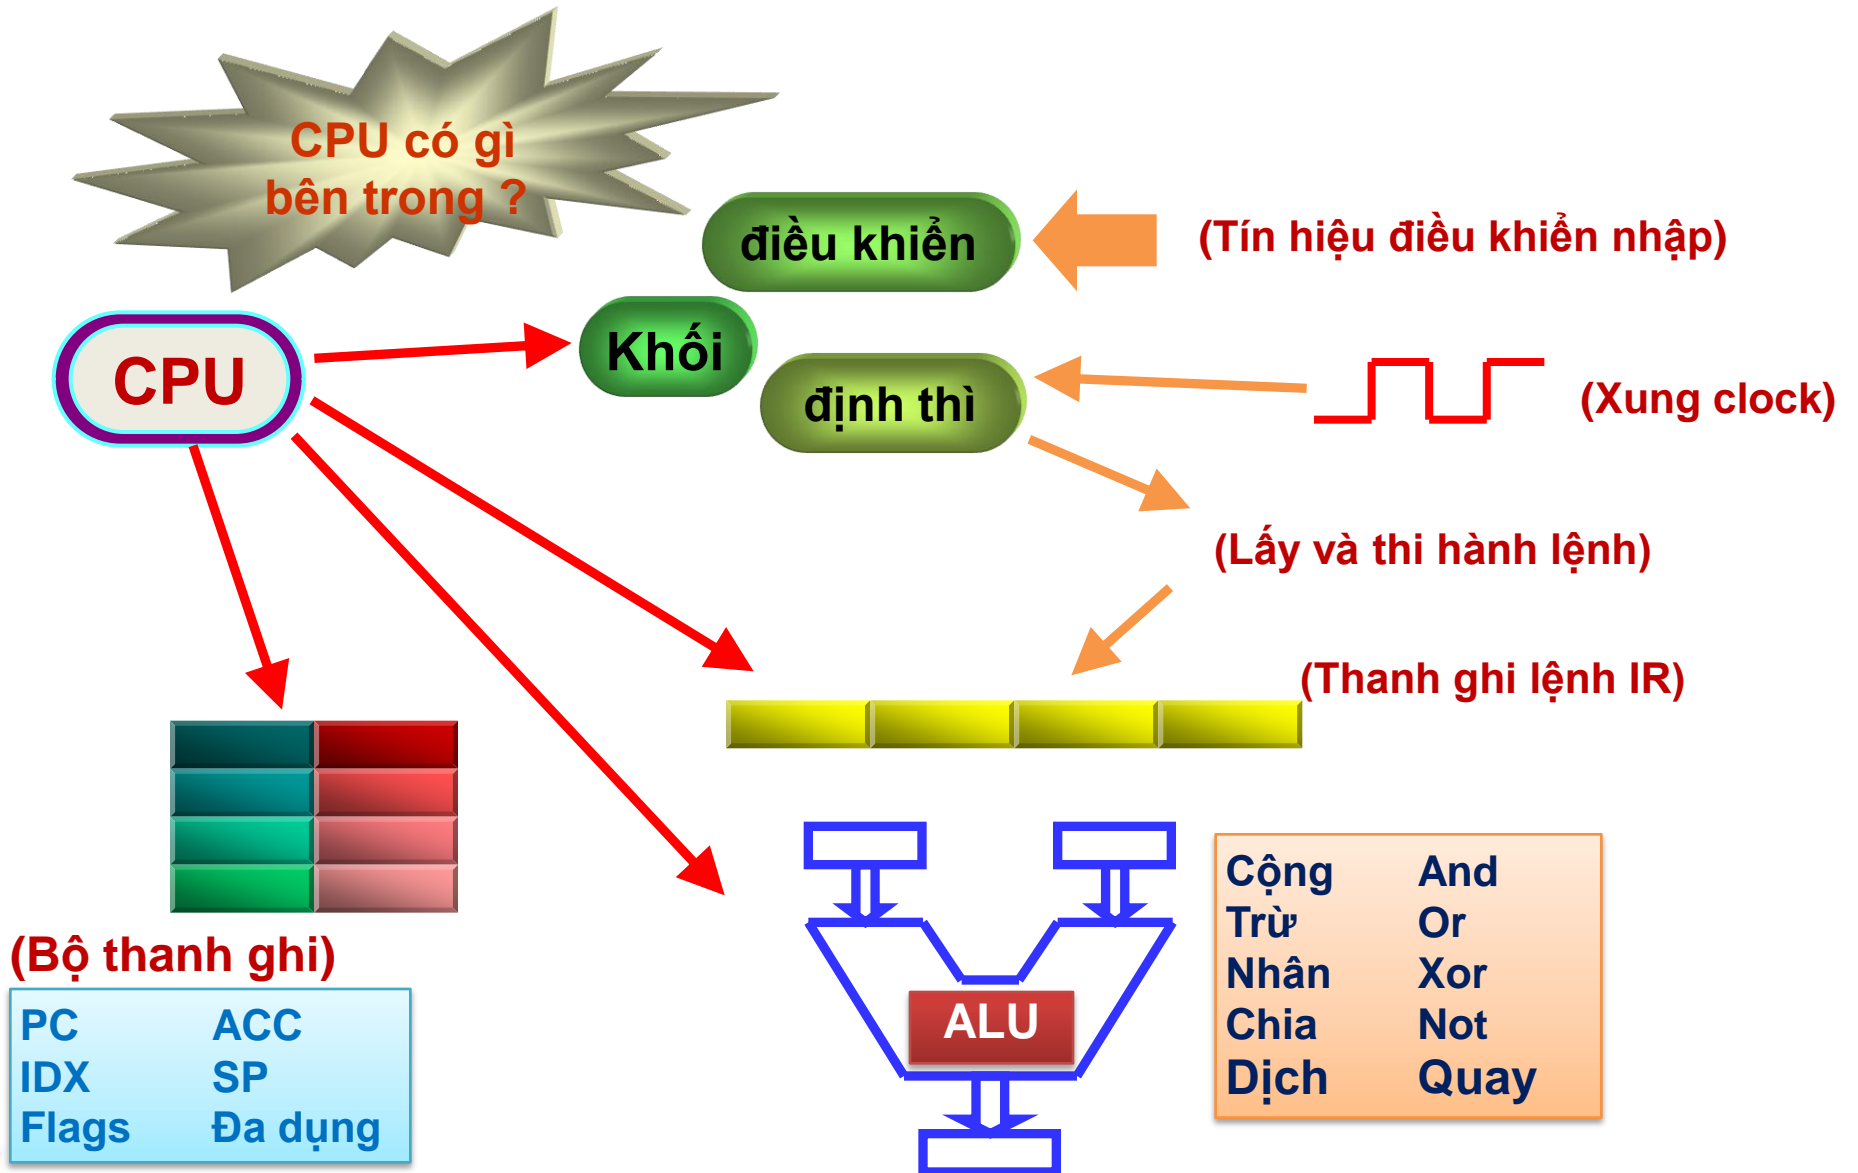 CPU có gì
bên trong ?
điều khiển
(Tín hiệu điều khiển nhập)
Khối
CPU
định thì
(Xung clock)
(Lấy và thi hành lệnh)
(Thanh ghi lệnh IR)
(Bộ thanh ghi)
PC ACC
IDX SP
Flags Đa dụng
ALU
Cộng And
Trừ Or
Nhân Xor
Chia Not
Dịch Quay